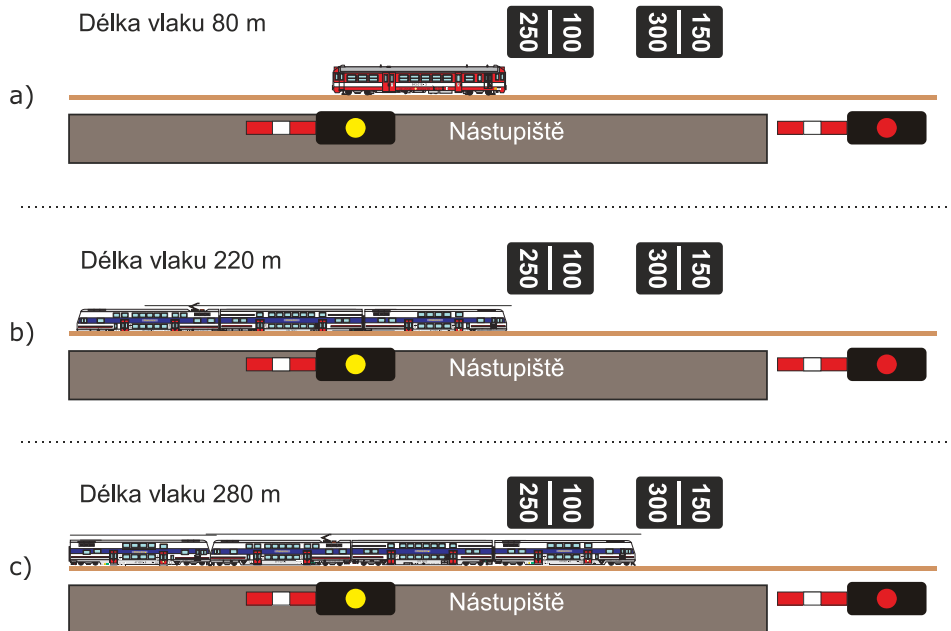 Délka vlaku 80 m
250 100
300 150
a)
Nástupiště
Délka vlaku 220 m
250 100
300 150
b)
Nástupiště
Délka vlaku 280 m
250 100
300 150
c)
Nástupiště